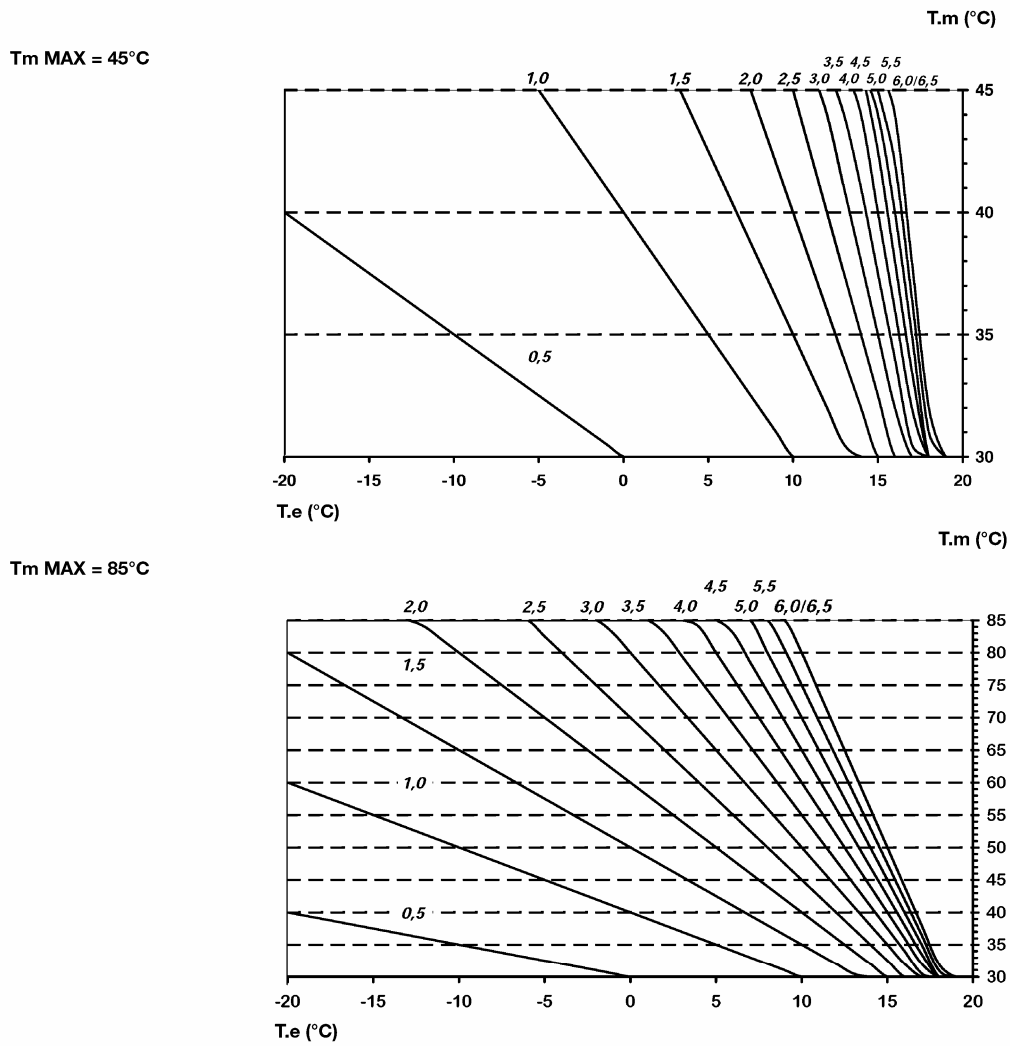 T.m (°C)
Tm MAX = 45°C
3,5 4,5 5,5
1,0 1,5 2,0 2,5 3,0 4,0 5,0 6,0/6,5
45
40
35
0,5
30
-20 -15 -10 -5 0 5 10 15 20
T.e (°C)
T.m (°C)
Tm MAX = 85°C
4,5 5,5
2,0 2,5 3,0 3,5 4,0 5,0 6,0/6,5
85
80
1,5
75
70
65
60
1,0
55
50
45
40
0,5
35
30
-20 -15 -10 -5 0 5 10 15 20
T.e (°C)